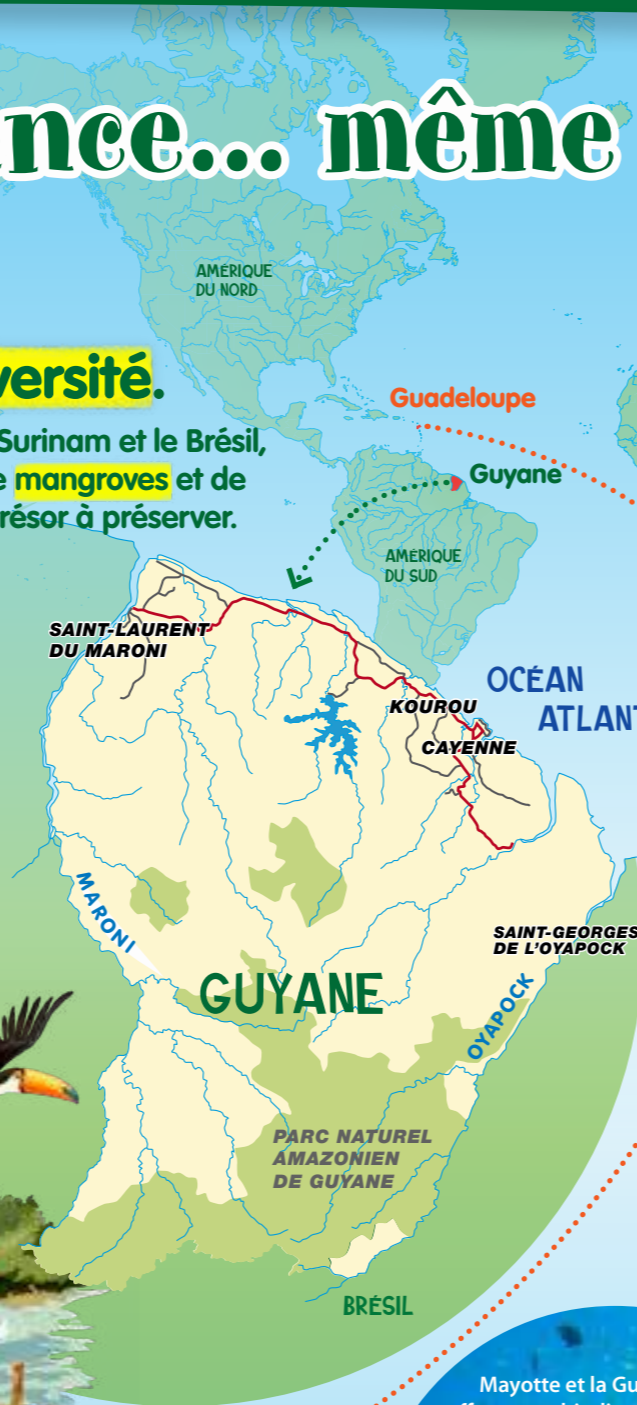 nce... même
AMÉRIQUE
DU NORD
versité.
Surinam et le Brésil,
mangroves et de
trésor à préserver.
Guadeloupe
Guyane
AMÉRIQUE
DU SUD
SAINT-LAURENT
DU MARONI
OCÉAN
ATLANT
KOUROU
CAYENNE
MARONI
SAINT-GEORGES
DE L'OYAPOCK
GUYANE
OYAPOCK
PARC NATUREL
AMAZONIEN
DE GUYANE
BRÉSIL
Mayotte et la Gu